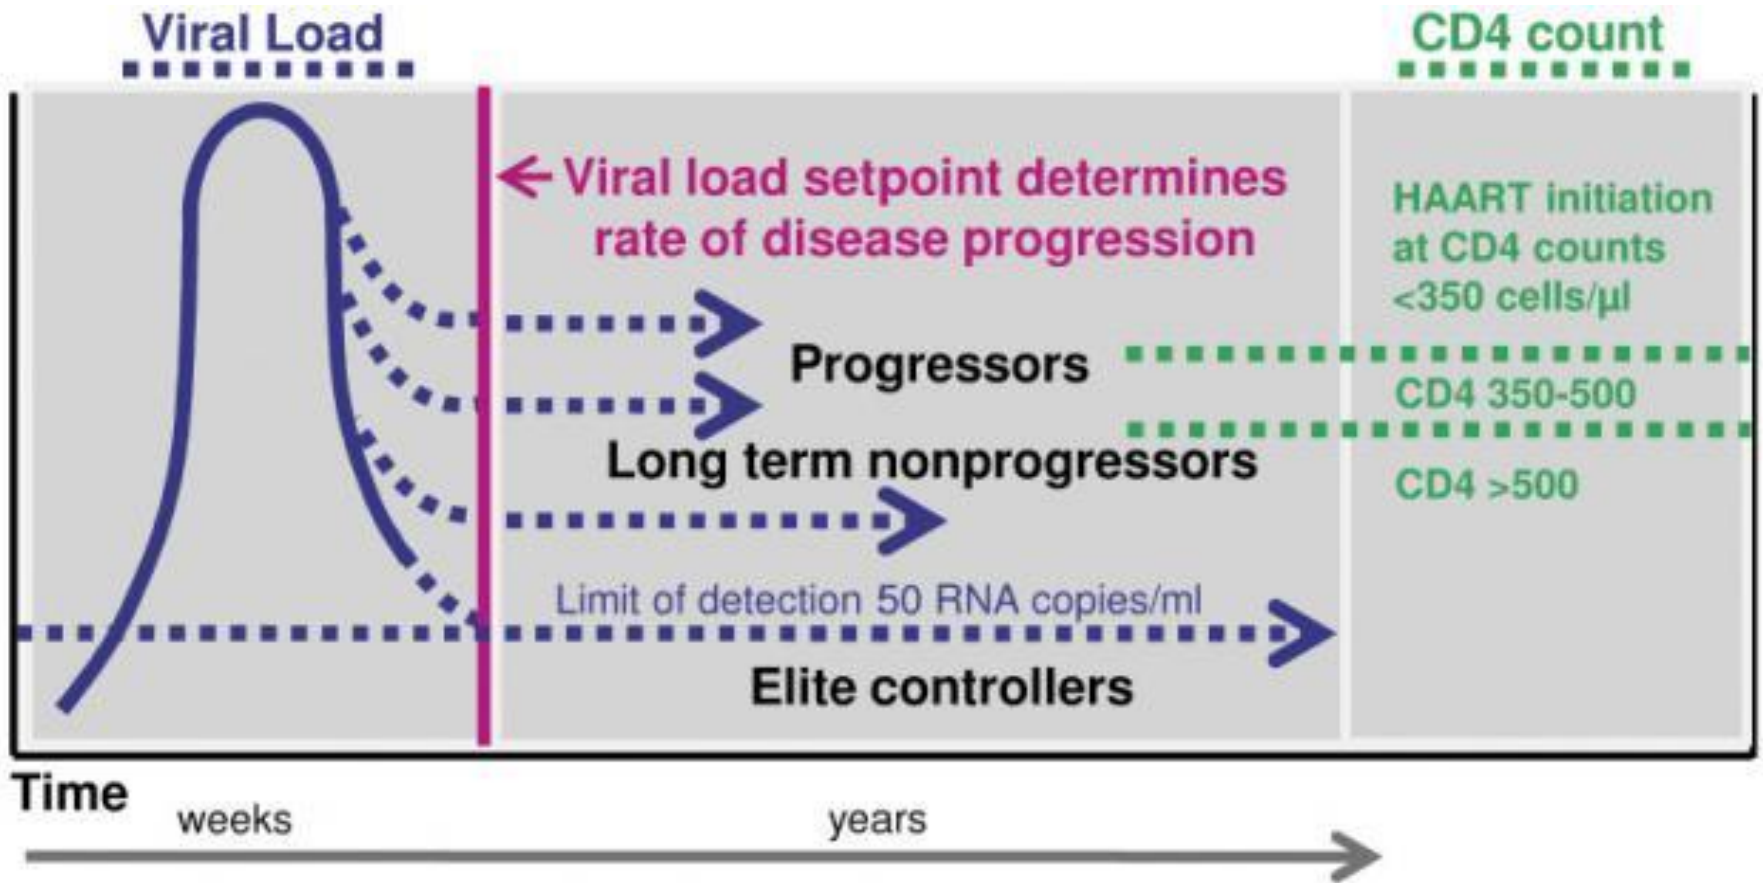 Viral Load
CD4 count
Viral load setpoint determines
rate of disease progression
HAART initiation
at CD4 counts
<350 cells/µl
Progressors
CD4 350-500
Long term nonprogressors
CD4 >500
Limit of detection 50 RNA copies/ml
Elite controllers
Time
weeks
years